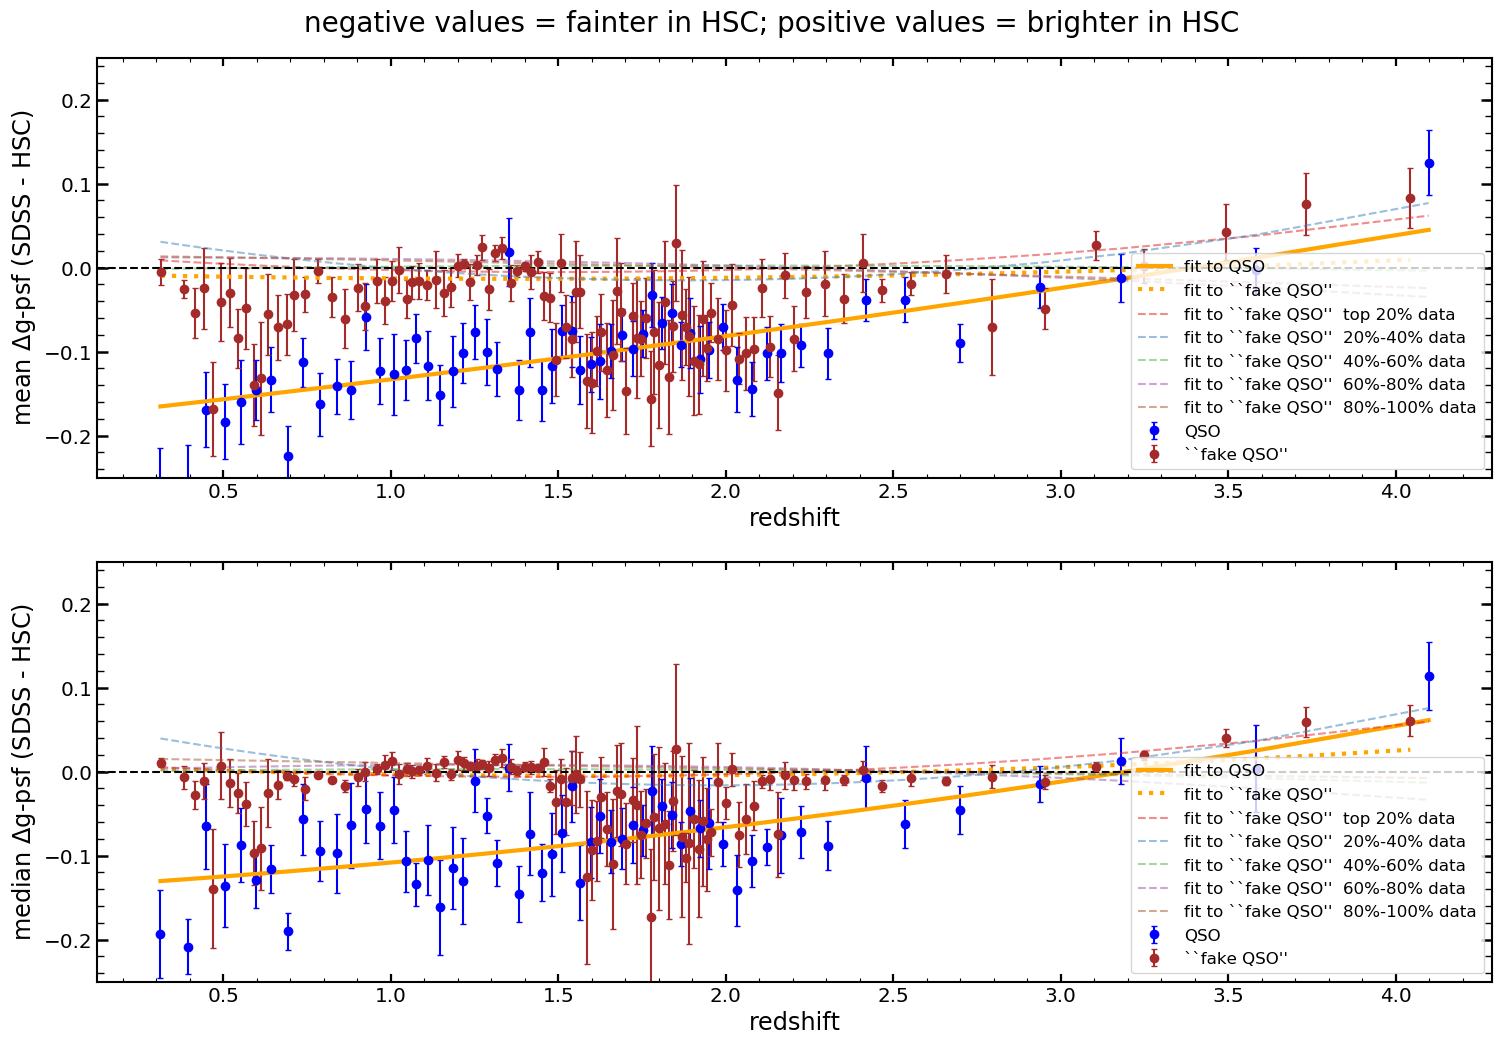 negative values = fainter in HSC; positive values = brighter in HSC
mean Δg-psf (SDSS - HSC)
0.2
0.1
0.0
−0.1
−0.2
fit to QSO
fit to ``fake QSO''
fit to ``fake QSO''  top 20% data
fit to ``fake QSO''  20%-40% data
fit to ``fake QSO''  40%-60% data
fit to ``fake QSO''  60%-80% data
fit to ``fake QSO''  80%-100% data
QSO
``fake QSO''
0.5 1.0 1.5 2.0 2.5 3.0 3.5 4.0
redshift
median Δg-psf (SDSS - HSC)
0.2
0.1
0.0
−0.1
−0.2
fit to QSO
fit to ``fake QSO''
fit to ``fake QSO''  top 20% data
fit to ``fake QSO''  20%-40% data
fit to ``fake QSO''  40%-60% data
fit to ``fake QSO''  60%-80% data
fit to ``fake QSO''  80%-100% data
QSO
``fake QSO''
0.5 1.0 1.5 2.0 2.5 3.0 3.5 4.0
redshift